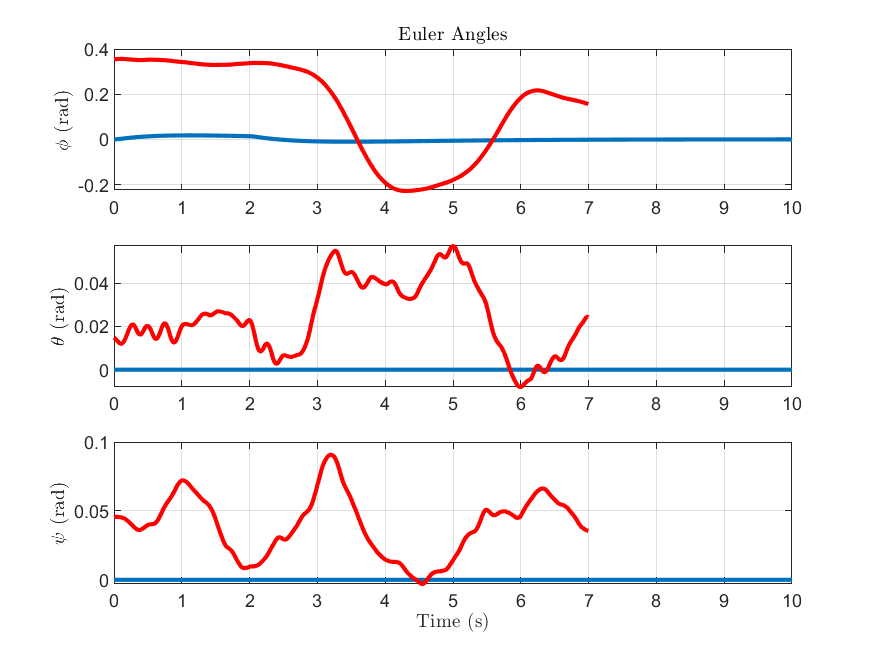 Euler Angles
0.4
0.2
0
-0.2
ϕ (rad)
0 1 2 3 4 5 6 7 8 9 10
0.04
0.02
0
θ (rad)
0 1 2 3 4 5 6 7 8 9 10
0.1
0.05
0
ψ (rad)
0 1 2 3 4 5 6 7 8 9 10
Time (s)